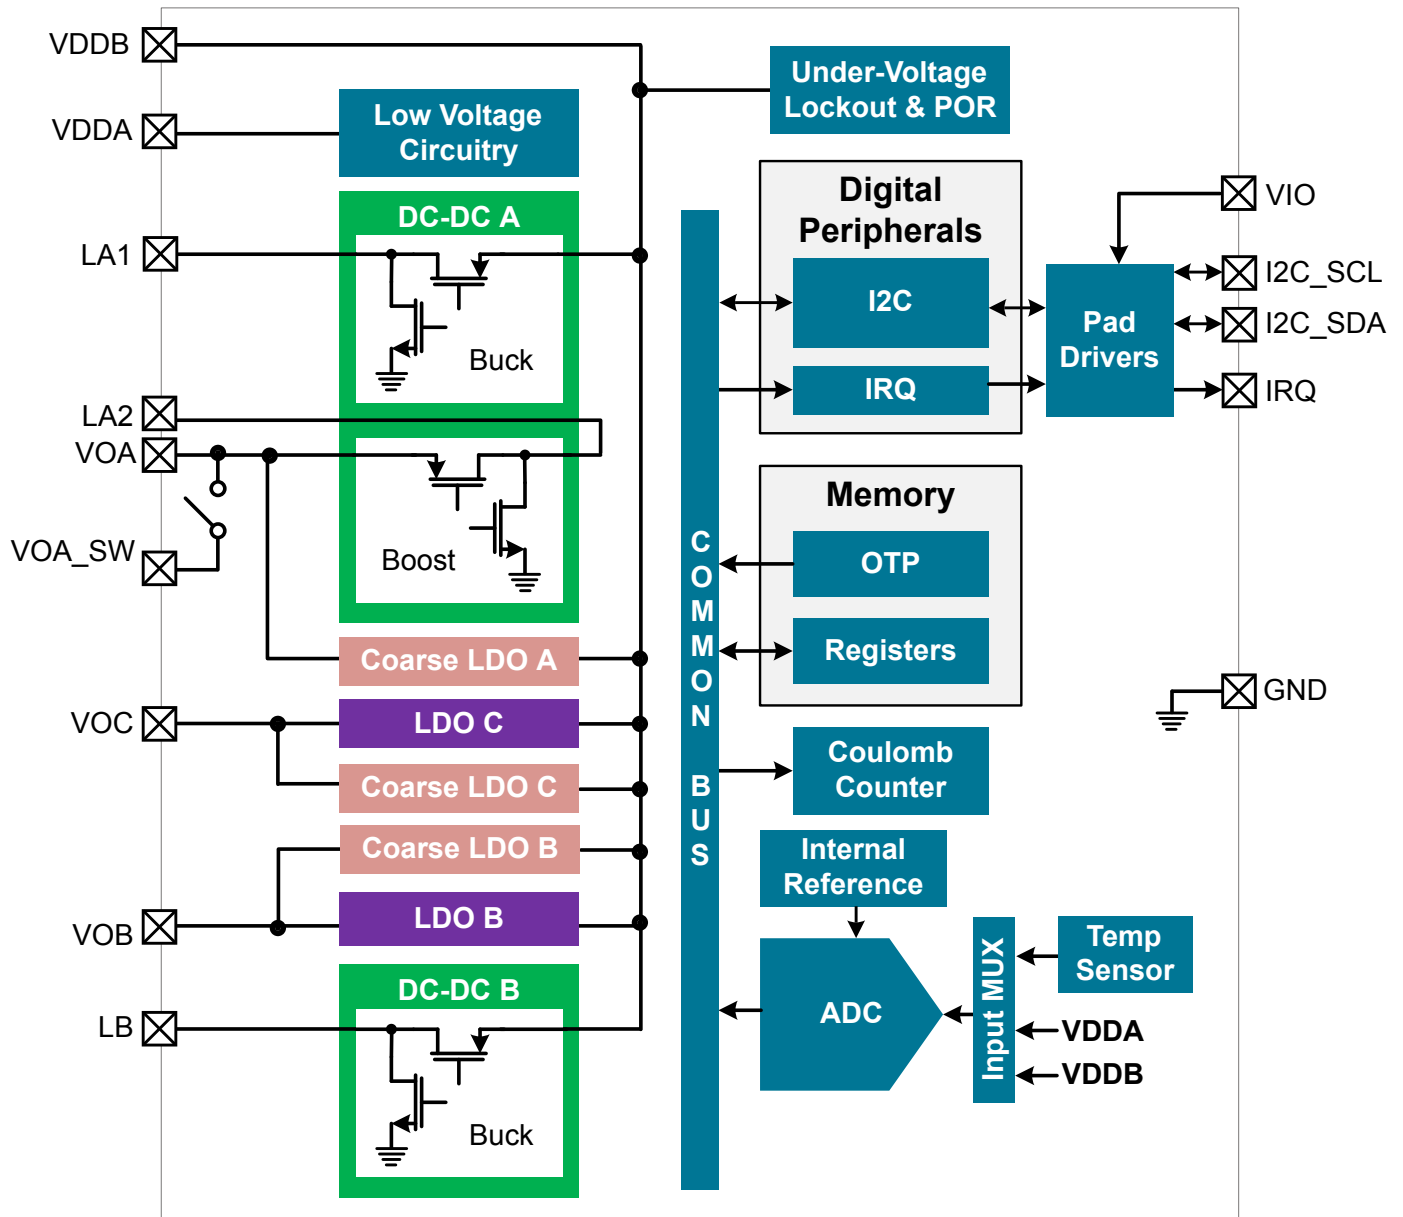 VDDB
VDDA
LA1
LA2
VOA
VOA_SW
VOC
VOB
LB
Low Voltage
Circuitry
DC-DC A
Buck
Boost
Coarse LDO A
LDO C
Coarse LDO C
Coarse LDO B
LDO B
DC-DC B
Buck
COMMON BUS
Under-Voltage
Lockout & POR
Digital
Peripherals
I2C
IRQ
Pad
Drivers
VIO
I2C_SCL
I2C_SDA
IRQ
Memory
OTP
Registers
GND
Coulomb
Counter
Internal
Reference
ADC
Input MUX
Temp
Sensor
VDDA
VDDB